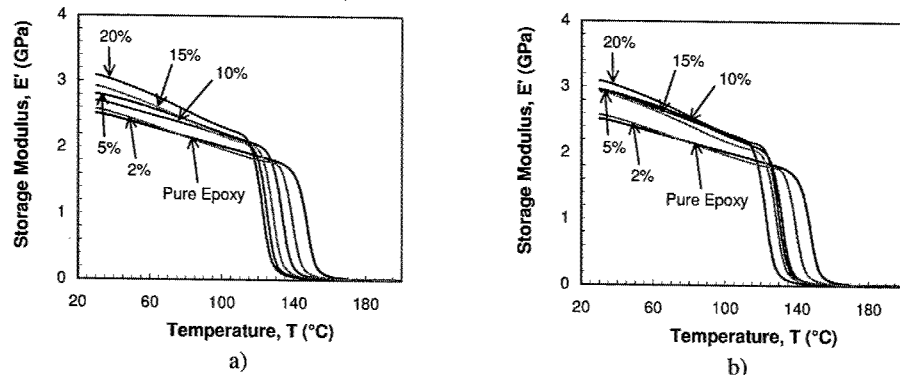 4
3
2
1
0
Storage Modulus, E' (GPa)
20%
15%
10%
5%
2%
Pure Epoxy
20 60 100 140 180
Temperature, T (°C)
a)
4
3
2
1
0
Storage Modulus, E' (GPa)
20%
15%
10%
5%
2%
Pure Epoxy
20 60 100 140 180
Temperature, T (°C)
b)